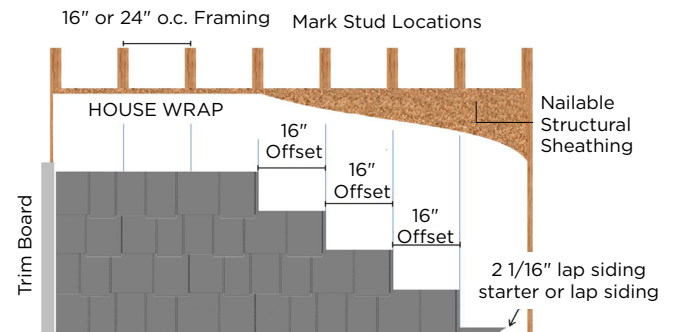 16" or 24" o.c. Framing
Mark Stud Locations
HOUSE WRAP
Nailable
Structural
Sheathing
16"
Offset
16"
Offset
16"
Offset
Trim Board
2 1/16" lap siding
starter or lap siding